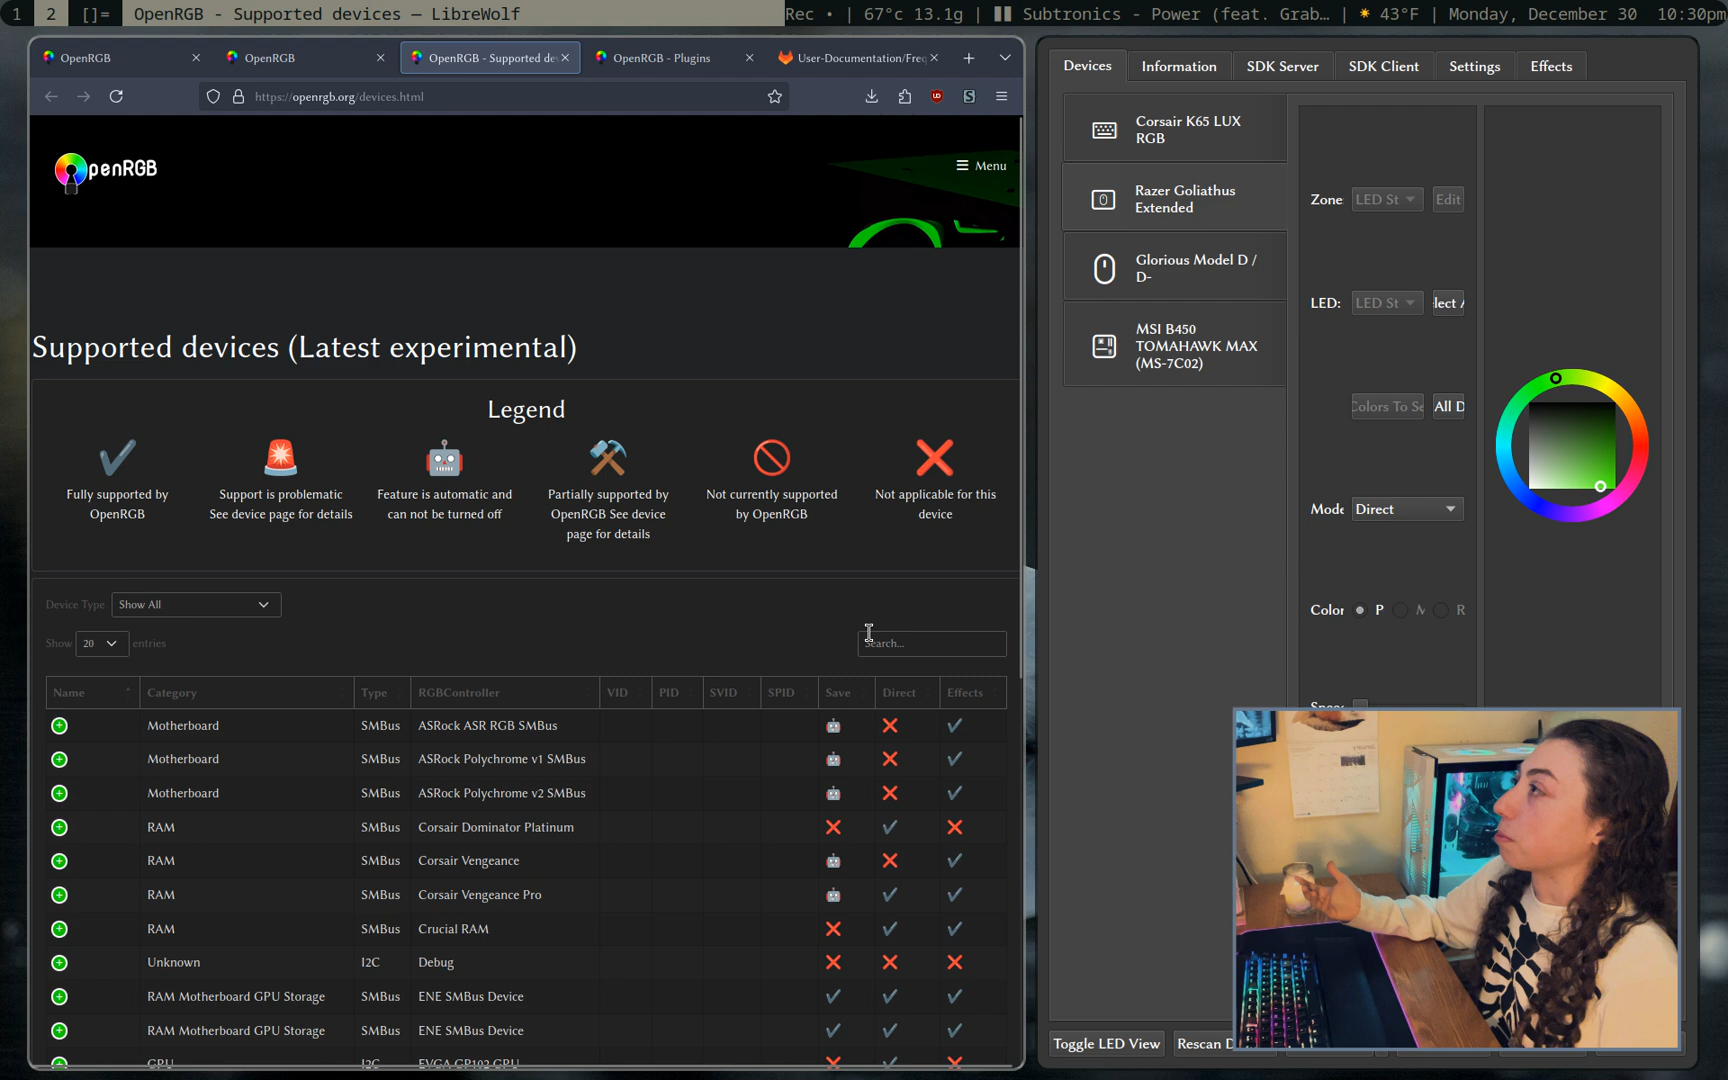 1 2 []= OpenRGB - Supported devices — LibreWolf
Rec • | 67°c 13.1g | Subtronics - Power (feat. Grab… | 43°F | Monday, December 30 10:30pm
OpenRGB
OpenRGB
OpenRGB - Supported de
OpenRGB - Plugins
User-Documentation/Fre
https://openrgb.org/devices.html
penRGB
Menu
Supported devices (Latest experimental)
Legend
Fully supported by
OpenRGB
Support is problematic
See device page for details
Feature is automatic and
can not be turned off
Partially supported by
OpenRGB See device
page for details
Not currently supported
by OpenRGB
Not applicable for this
device
Device Type Show All
Show 20 entries
Search...
Name Category Type RGBController VID PID SVID SPID Save Direct Effects
Motherboard SMBus ASRock ASR RGB SMBus
Motherboard SMBus ASRock Polychrome v1 SMBus
Motherboard SMBus ASRock Polychrome v2 SMBus
RAM SMBus Corsair Dominator Platinum
RAM SMBus Corsair Vengeance
RAM SMBus Corsair Vengeance Pro
RAM SMBus Crucial RAM
Unknown I2C Debug
RAM Motherboard GPU Storage SMBus ENE SMBus Device
RAM Motherboard GPU Storage SMBus ENE SMBus Device
GPU I2C EVGA GP102 GPU
Devices Information SDK Server SDK Client Settings Effects
Corsair K65 LUX
RGB
Razer Goliathus
Extended
Glorious Model D /
D-
MSI B450
TOMAHAWK MAX
(MS-7C02)
Zone LED St Edit
LED: LED St lect A
Colors To Se All D
Mode Direct
Color P M R
Toggle LED View
Rescan D